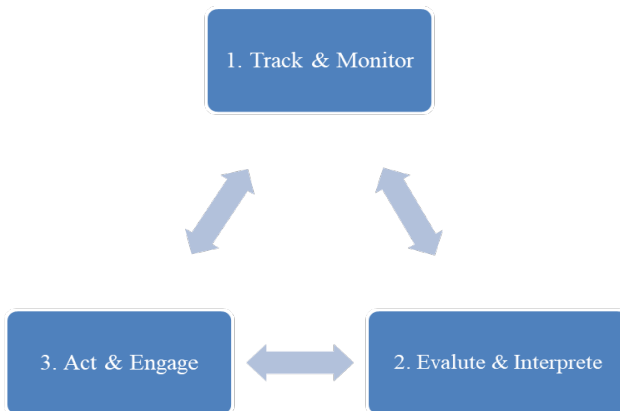 1. Track & Monitor
3. Act & Engage
2. Evalute & Interprete